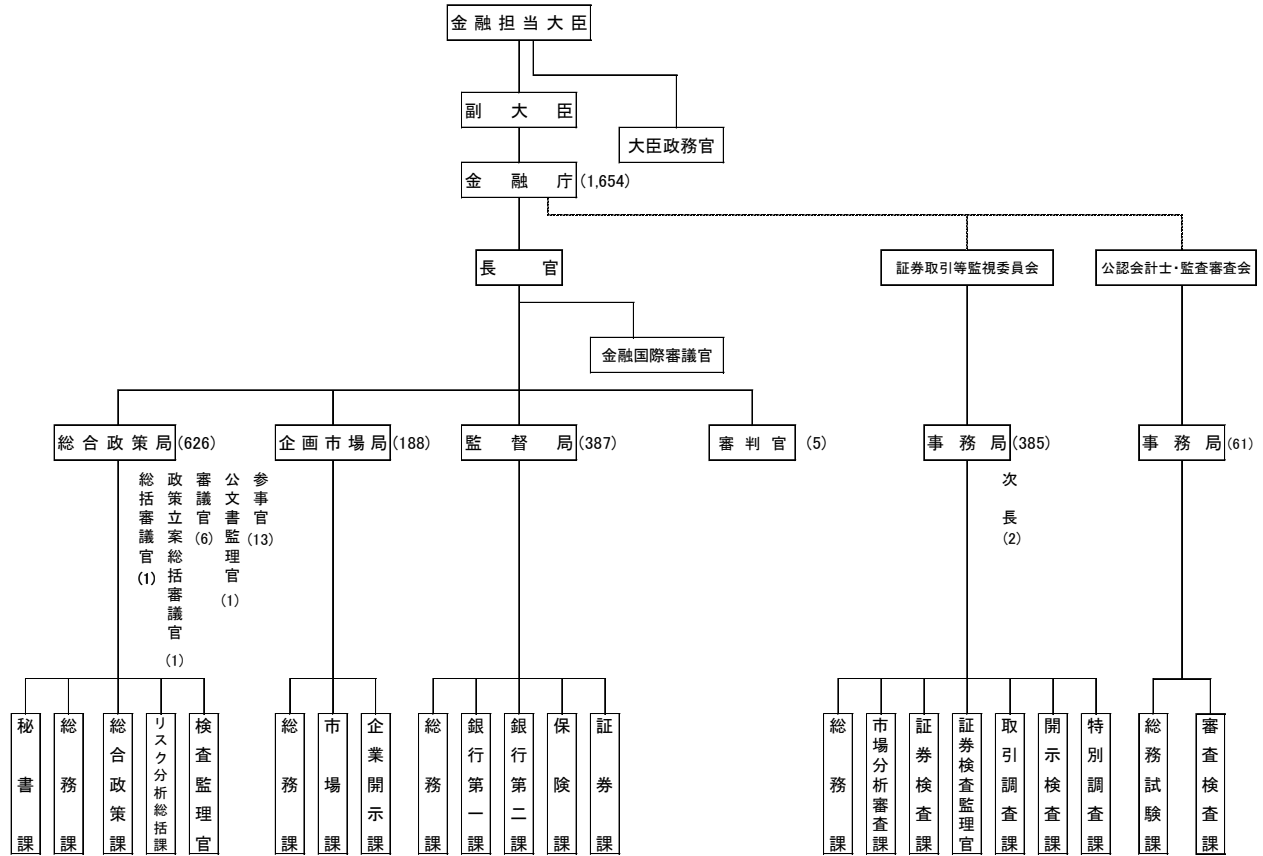 金融担当大臣
副大臣
大臣政務官
金融庁(1,654)
長官
証券取引等監視委員会
公認会計士・監査審査会
金融国際審議官
総合政策局(626)
企画市場局(188)
監督局(387)
審判官(5)
事務局(385)
事務局(61)
総括審議官(1)
政策立案総括審議官(1)
審議官(6)
公文書監理官(1)
参事官(13)
次長(2)
秘書課
総務課
総合政策課
リスク分析総括課
検査監理官
総務課
市場課
企業開示課
総務課
銀行第一課
銀行第二課
保険課
証券課
総務課
市場分析審査課
証券検査課
証券検査監理官
取引調査課
開示検査課
特別調査課
総務試験課
審査検査課